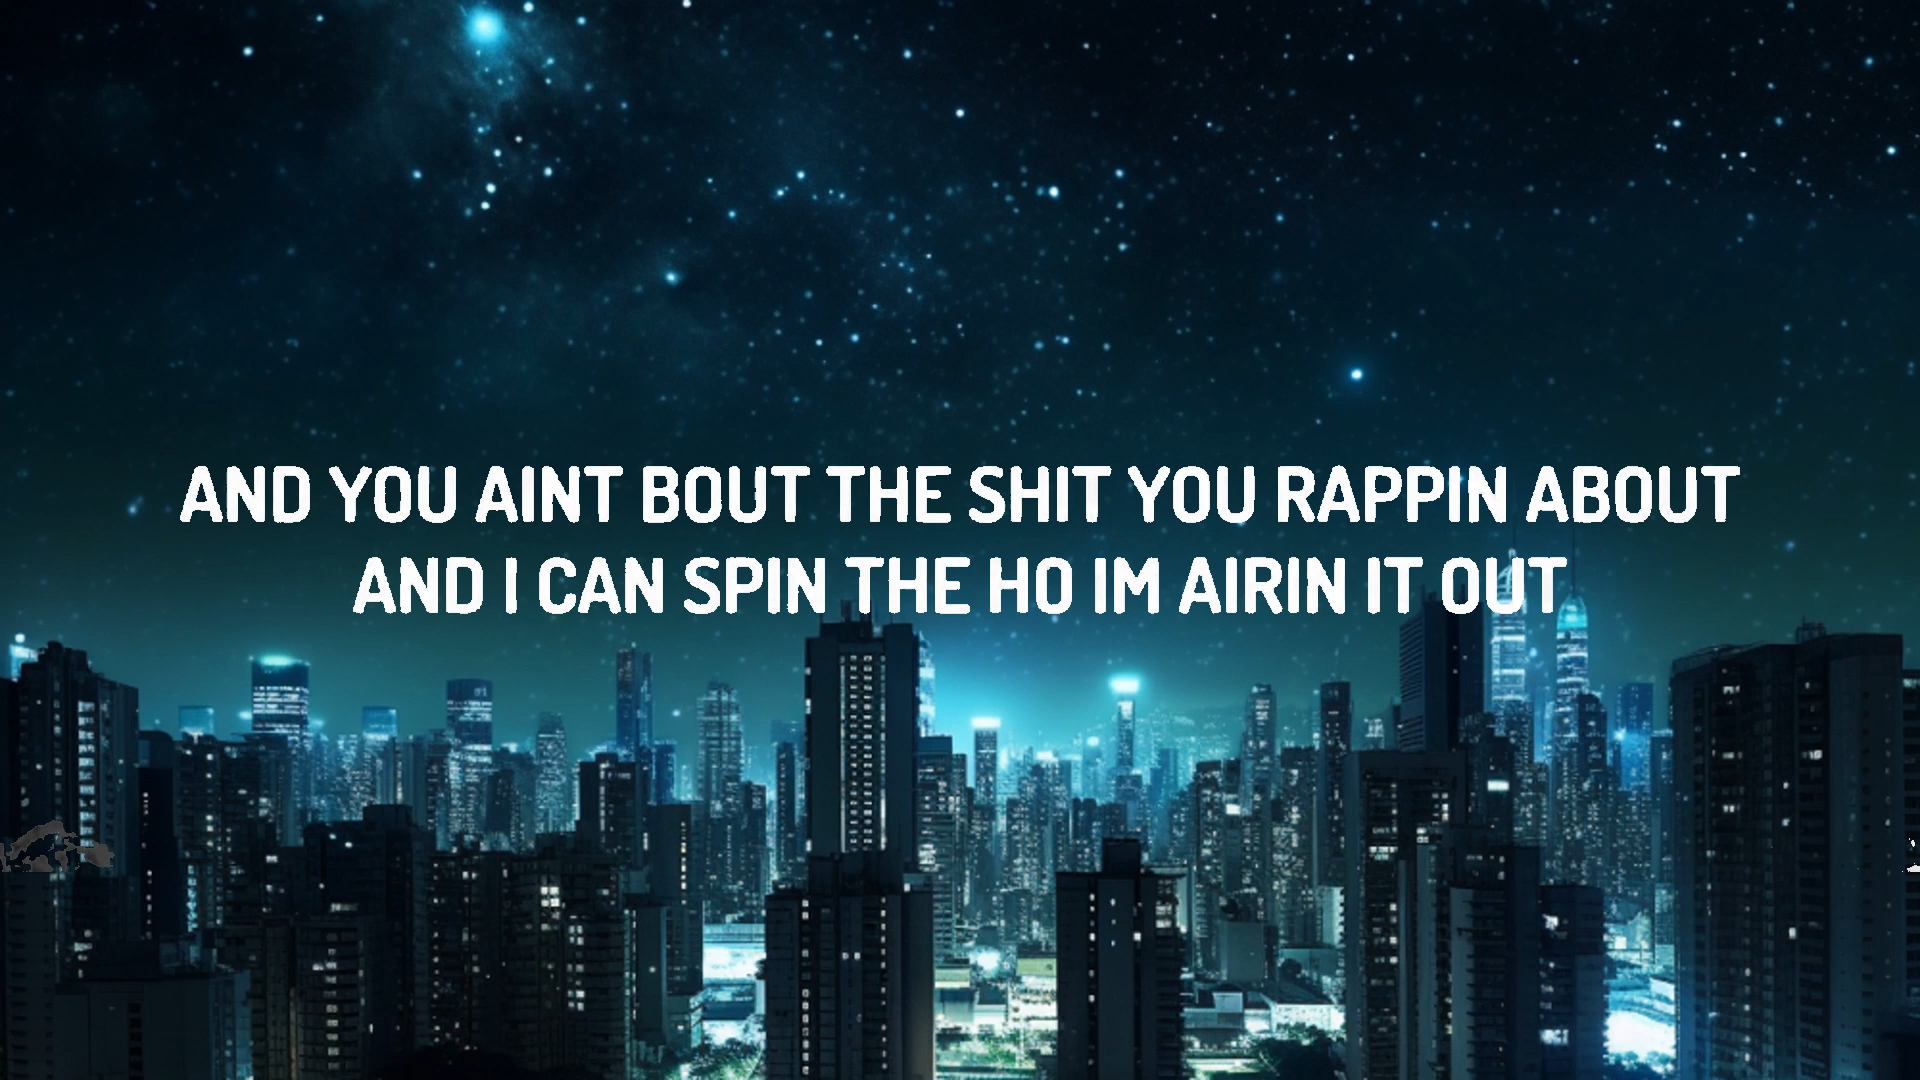 AND YOU AINT BOUT THE SHIT YOU RAPPIN ABOUT
AND I CAN SPIN THE HO IM AIRIN IT OUT